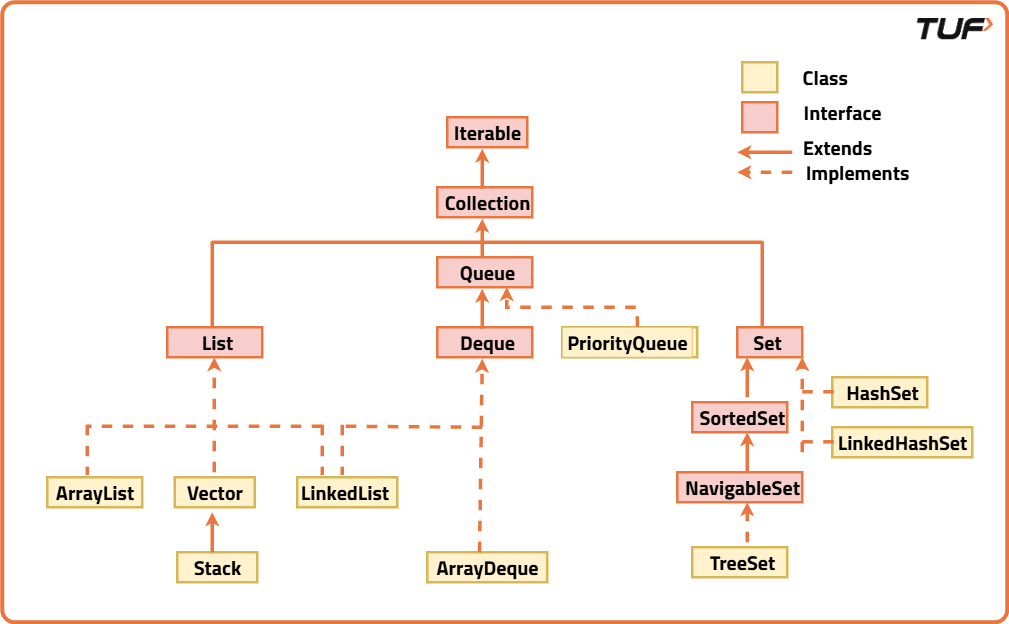 TUF
Class
Interface
Extends
Implements
Iterable
Collection
Queue
List
Deque
PriorityQueue
Set
HashSet
SortedSet
LinkedHashSet
ArrayList
Vector
LinkedList
NavigableSet
Stack
ArrayDeque
TreeSet